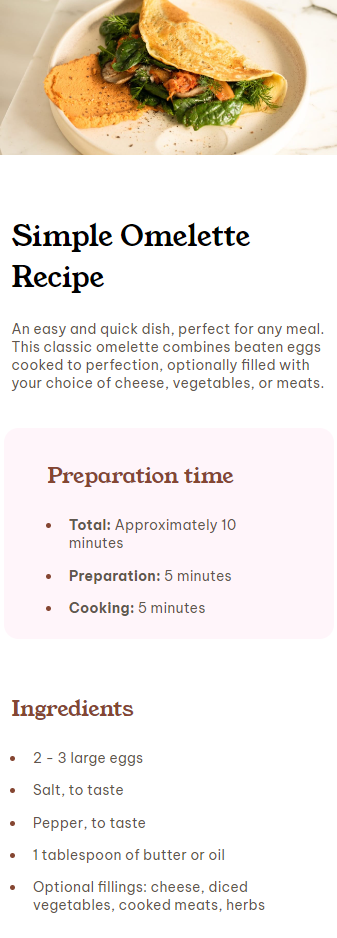 Simple Omelette
Recipe
An easy and quick dish, perfect for any meal.
This classic omelette combines beaten eggs
cooked to perfection, optionally filled with
your choice of cheese, vegetables, or meats.
Preparation time
• Total: Approximately 10
minutes
• Preparation: 5 minutes
• Cooking: 5 minutes
Ingredients
• 2 - 3 large eggs
• Salt, to taste
• Pepper, to taste
• 1 tablespoon of butter or oil
• Optional fillings: cheese, diced
vegetables, cooked meats, herbs